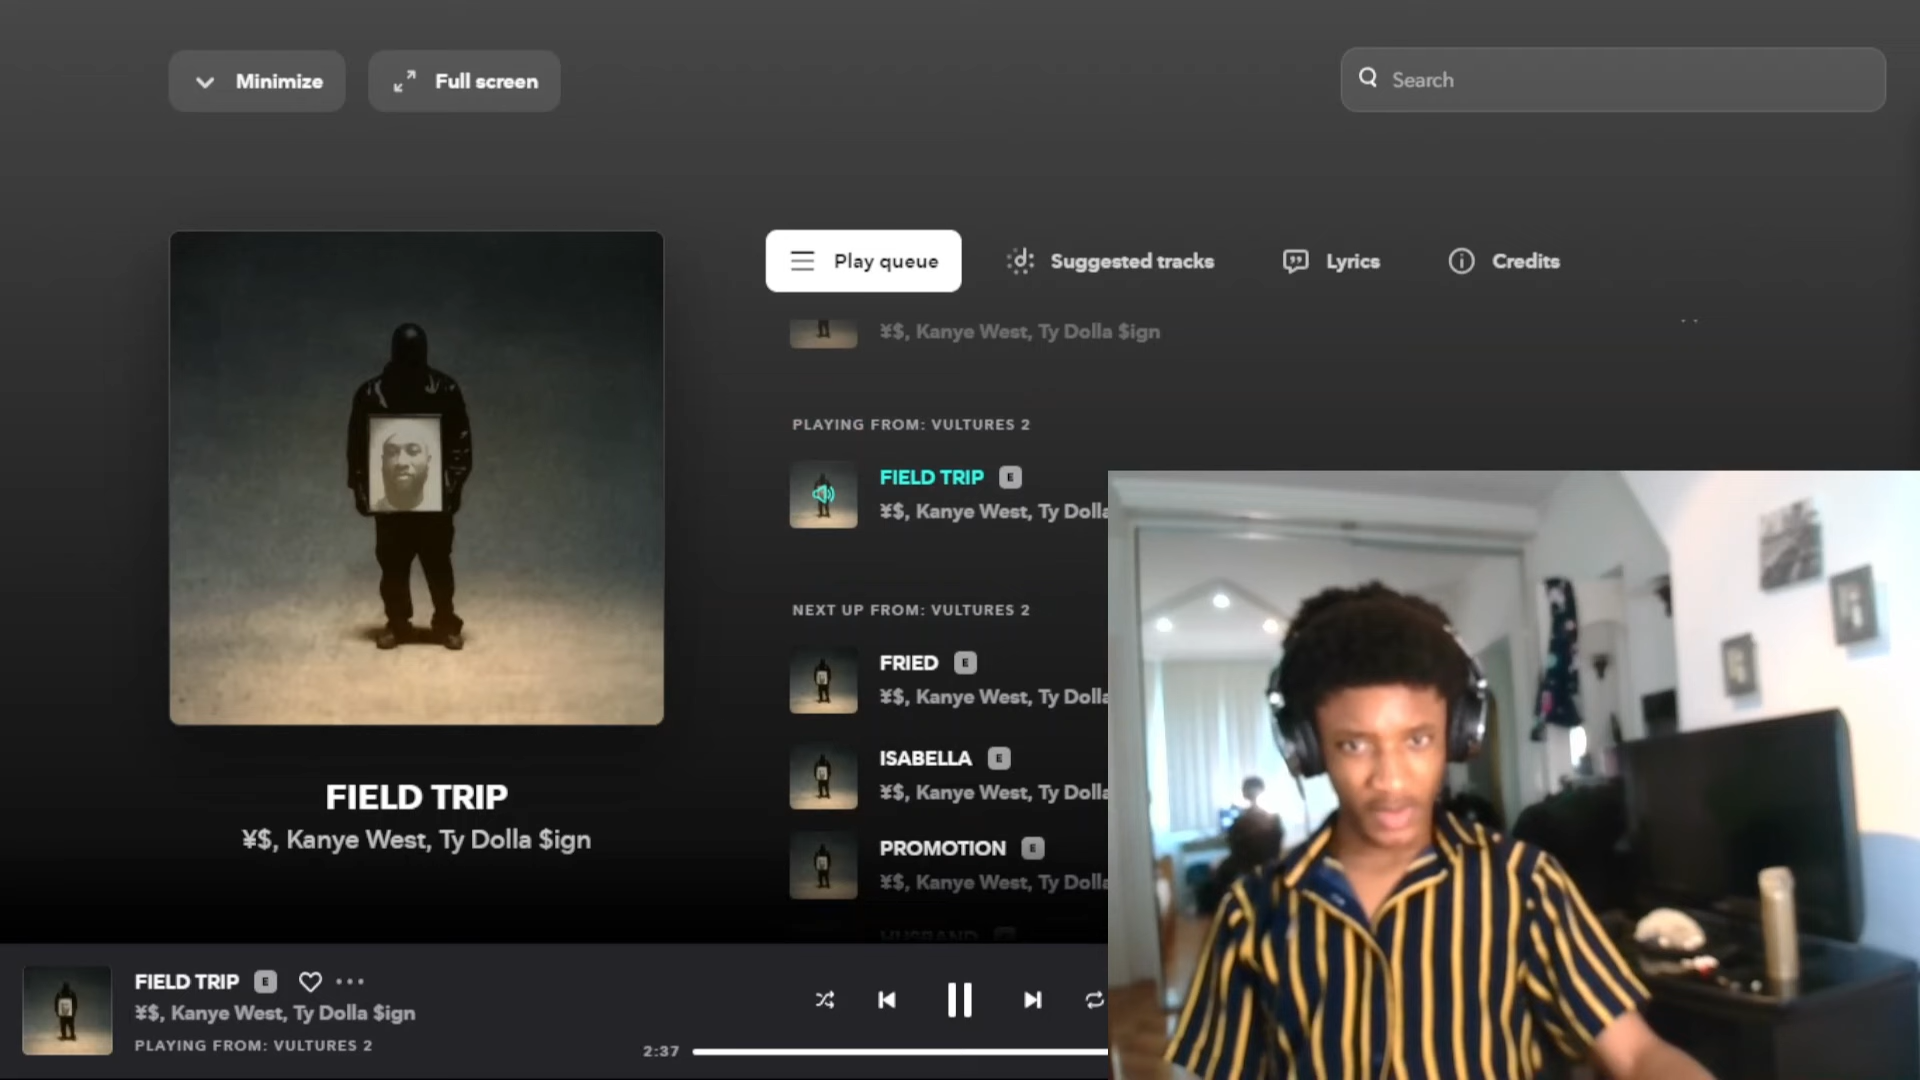 Minimize
Full screen
Search
Play queue
Suggested tracks
Lyrics
Credits
¥$, Kanye West, Ty Dolla $ign
PLAYING FROM: VULTURES 2
FIELD TRIP E
¥$, Kanye West, Ty Dolla
NEXT UP FROM: VULTURES 2
FRIED E
¥$, Kanye West, Ty Dolla
ISABELLA E
¥$, Kanye West, Ty Dolla
PROMOTION E
¥$, Kanye West, Ty Dolla
HUSBAND E
FIELD TRIP
¥$, Kanye West, Ty Dolla $ign
FIELD TRIP E
¥$, Kanye West, Ty Dolla $ign
PLAYING FROM: VULTURES 2
2:37